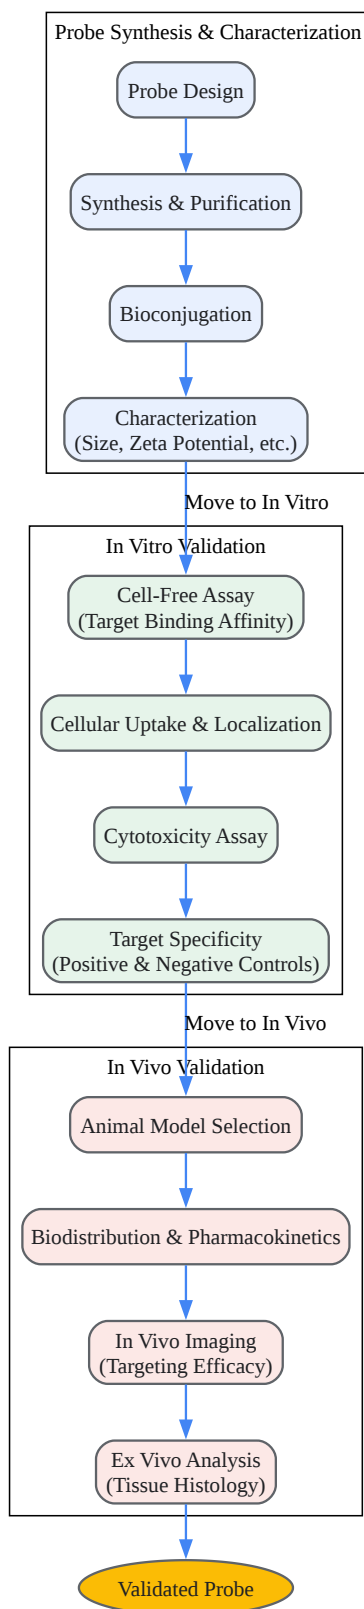 Probe Synthesis & Characterization
Probe Design
Synthesis & Purification
Bioconjugation
Characterization
(Size, Zeta Potential, etc.)
Move to In Vitro
In Vitro Validation
Cell-Free Assay
(Target Binding Affinity)
Cellular Uptake & Localization
Cytotoxicity Assay
Target Specificity
(Positive & Negative Controls)
Move to In Vivo
In Vivo Validation
Animal Model Selection
Biodistribution & Pharmacokinetics
In Vivo Imaging
(Targeting Efficacy)
Ex Vivo Analysis
(Tissue Histology)
Validated Probe